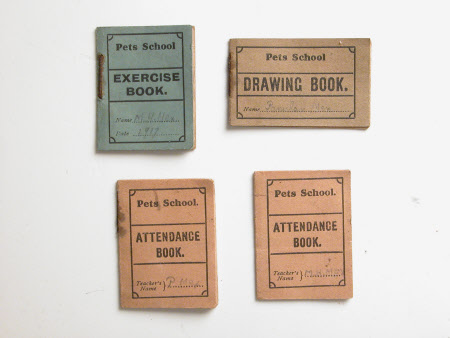 Pets School
EXERCISE
BOOK.
Name
Date
Pets School
DRAWING BOOK.
Name
Pets School.
ATTENDANCE
BOOK.
Teacher's
Name
Pets School.
ATTENDANCE
BOOK.
Teacher's
Name